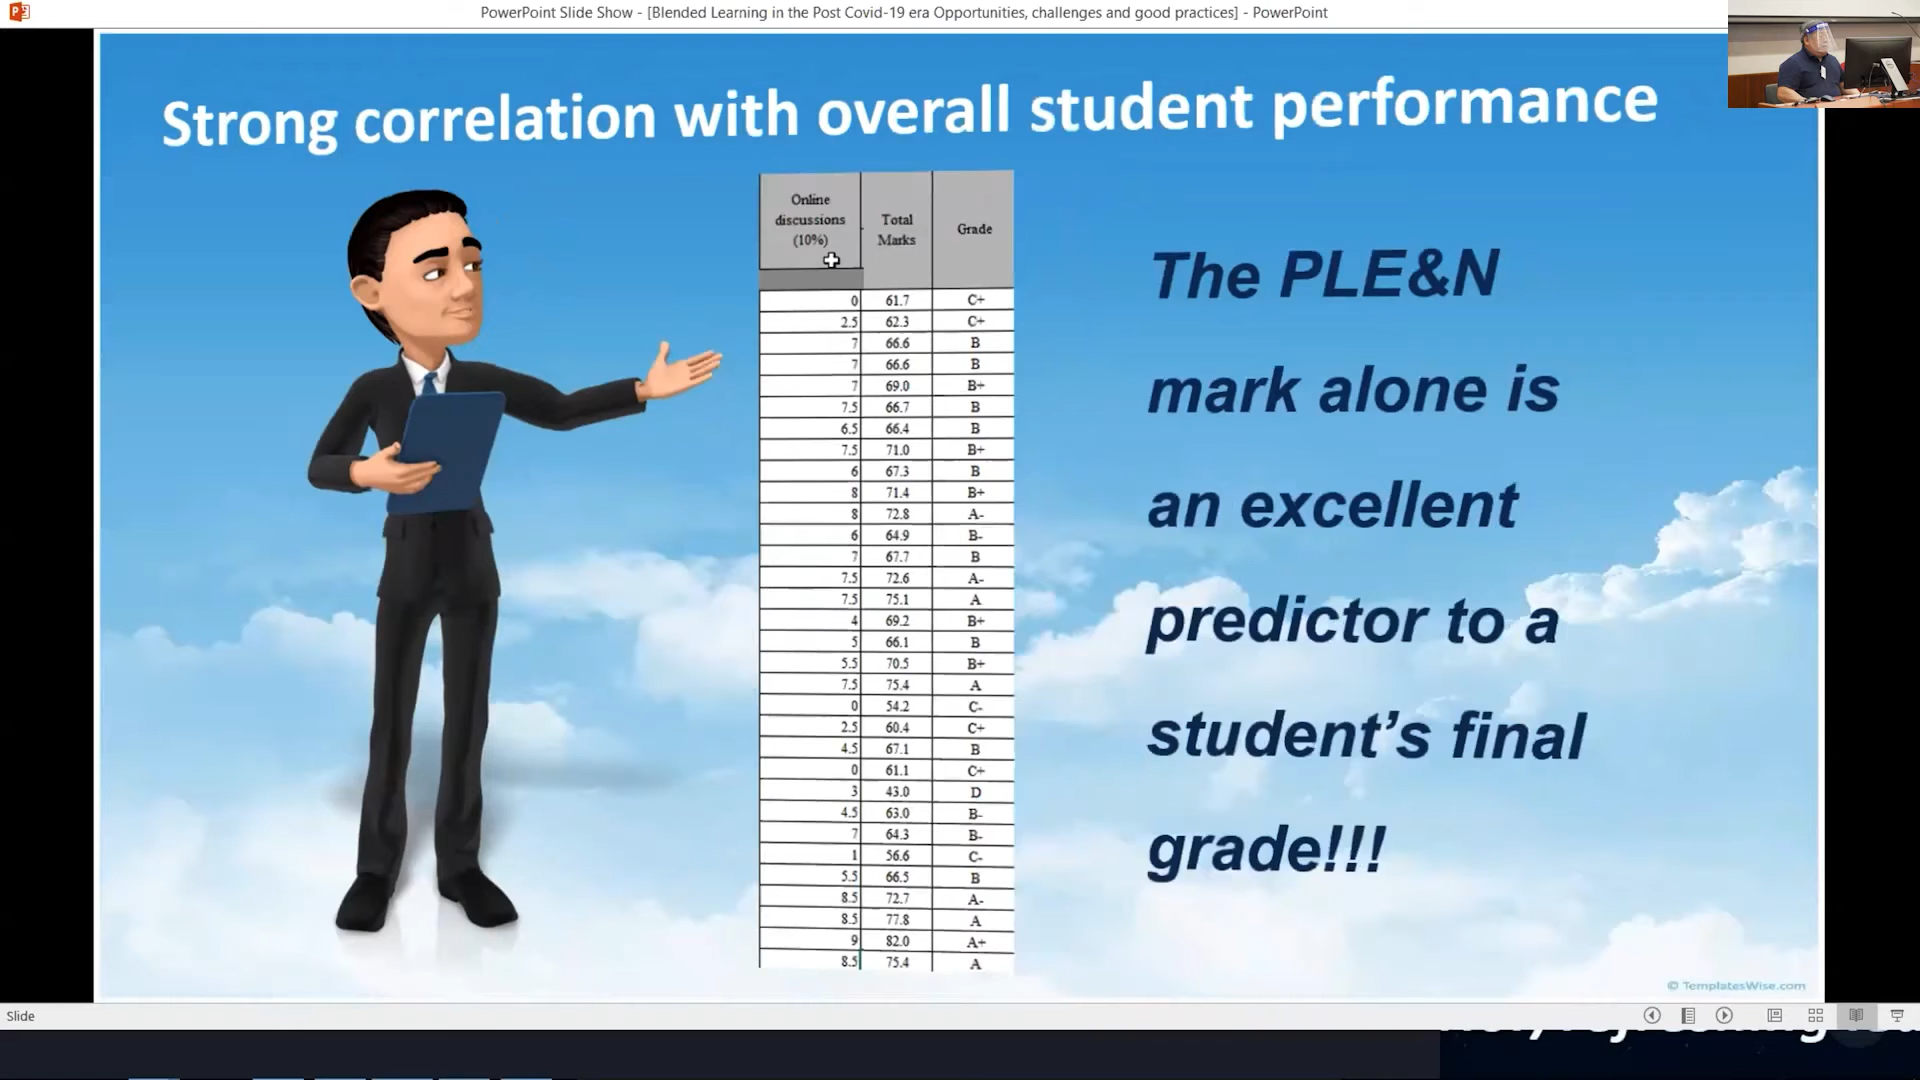 PowerPoint Slide Show - [Blended Learning in the Post Covid-19 era Opportunities, challenges and good practices] - PowerPoint
Strong correlation with overall student performance
Online discussions (10%) Total Marks Grade
0 61.7 C+
2.5 62.3 C+
7 66.6 B
7 66.6 B
7 69.0 B+
7.5 66.7 B
6.5 66.4 B
7.5 71.0 B+
6 67.3 B
8 71.4 B+
8 72.8 A-
6 64.9 B-
7 67.7 B
7.5 72.6 A-
7.5 75.1 A
4 69.2 B+
5 66.1 B
5.5 70.5 B+
7.5 75.4 A
0 54.2 C-
2.5 60.4 C+
4.5 67.1 B
0 61.1 C+
3 43.0 D
4.5 63.0 B-
7 64.3 B-
1 56.6 C-
5.5 66.5 B
8.5 72.7 A-
8.5 77.8 A
9 82.0 A+
8.5 75.4 A
The PLE&N
mark alone is
an excellent
predictor to a
student's final
grade!!!
© TemplatesWise.com
Slide